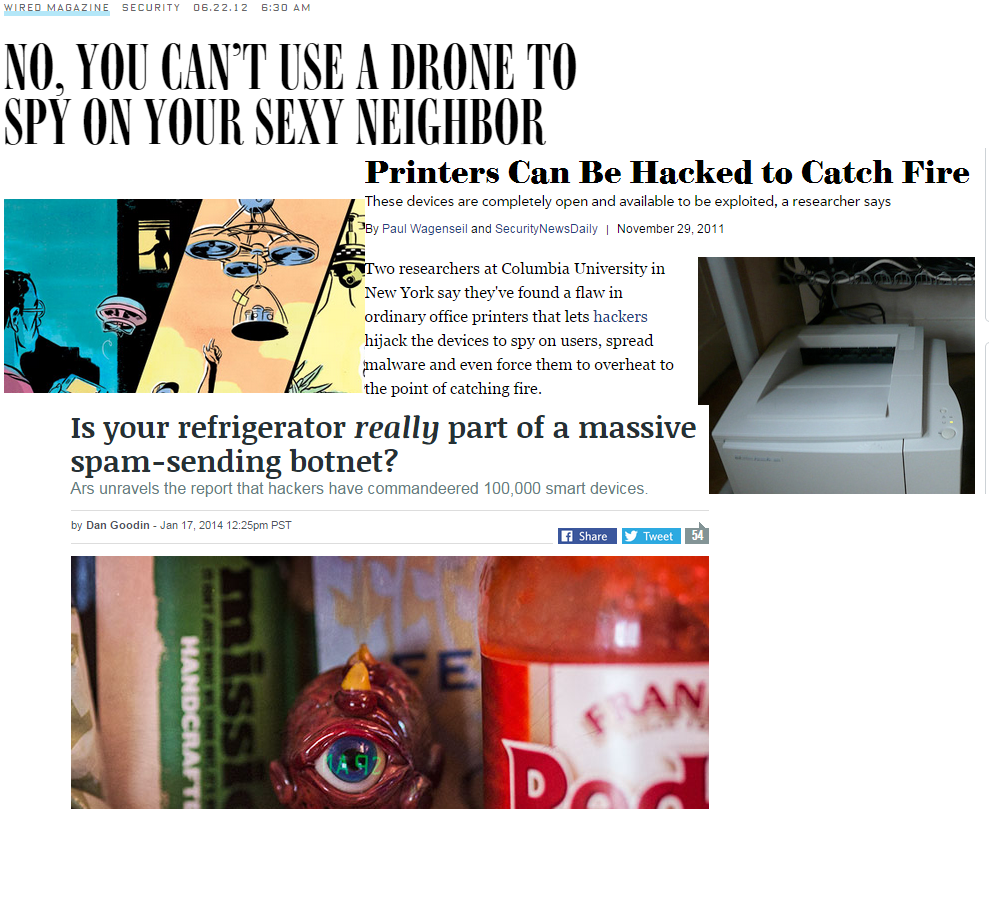 WIRED MAGAZINE SECURITY 06.22.12 6:30 AM
NO, YOU CAN'T USE A DRONE TO
SPY ON YOUR SEXY NEIGHBOR
Printers Can Be Hacked to Catch Fire
These devices are completely open and available to be exploited, a researcher says
By Paul Wagenseil and SecurityNewsDaily | November 29, 2011
Two researchers at Columbia University in
New York say they've found a flaw in
ordinary office printers that lets hackers
hijack the devices to spy on users, spread
malware and even force them to overheat to
the point of catching fire.
Is your refrigerator really part of a massive
spam-sending botnet?
Ars unravels the report that hackers have commandeered 100,000 smart devices.
by Dan Goodin - Jan 17, 2014 12:25pm PST
Share Tweet 54
HANDCRAFT
missio
FE
FRAN
Red